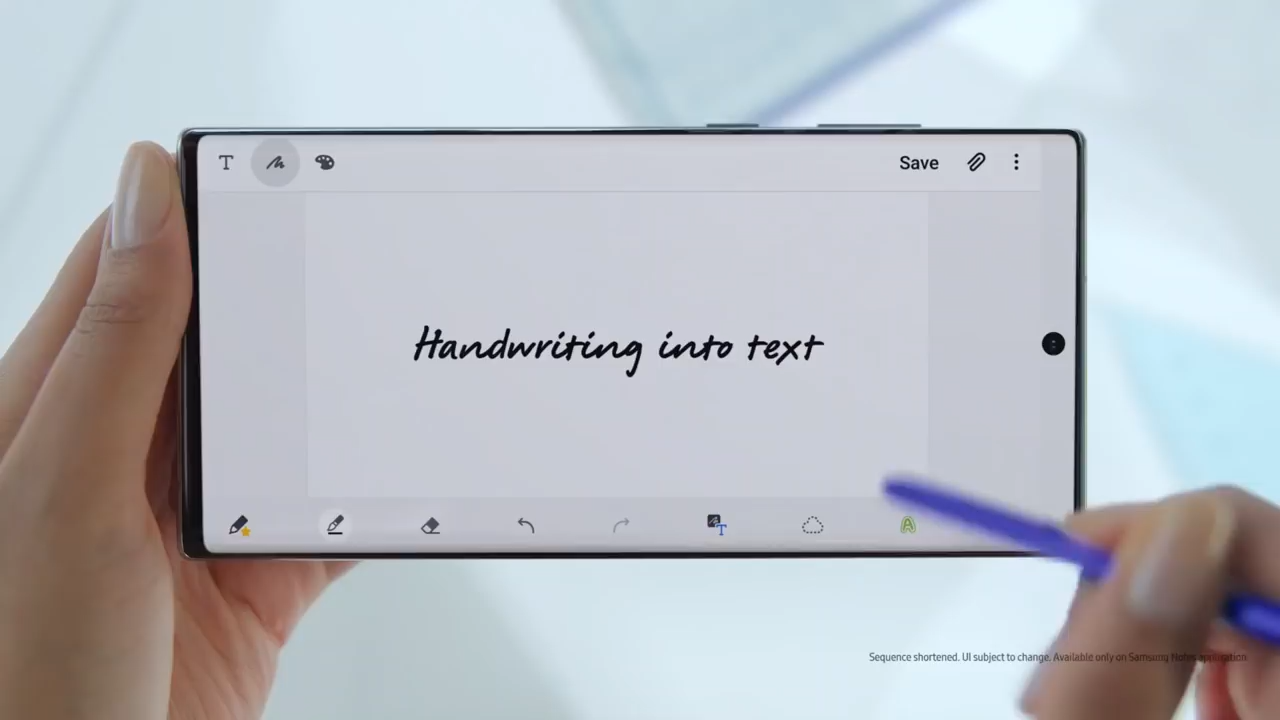 T
Save
Handwriting into text
T
A
Sequence shortened. UI subject to change. Available only on Samsung Notes application